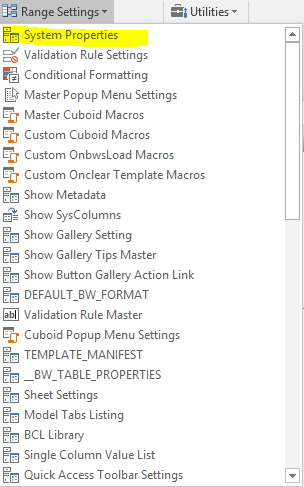 Range Settings Utilities
System Properties
Validation Rule Settings
Conditional Formatting
Master Popup Menu Settings
Master Cuboid Macros
Custom Cuboid Macros
Custom OnbwsLoad Macros
Custom Onclear Template Macros
Show Metadata
Show SysColumns
Show Gallery Setting
Show Gallery Tips Master
Show Button Gallery Action Link
DEFAULT_BW_FORMAT
ab Validation Rule Master
Cuboid Popup Menu Settings
TEMPLATE_MANIFEST
__BW_TABLE_PROPERTIES
Sheet Settings
Model Tabs Listing
BCL Library
Single Column Value List
Quick Access Toolbar Settings